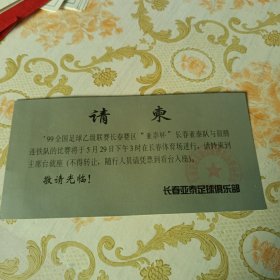 请柬
"99全国足球乙级联赛长春赛区"亚泰杯"长春亚泰队与
连铁队的比赛将于5月29日下午3时在长春体育场进行,请持柬到
主席台就座(不得转让,随行人员请凭票到看台入座)。
敬请光临!
长春亚泰足球俱乐部